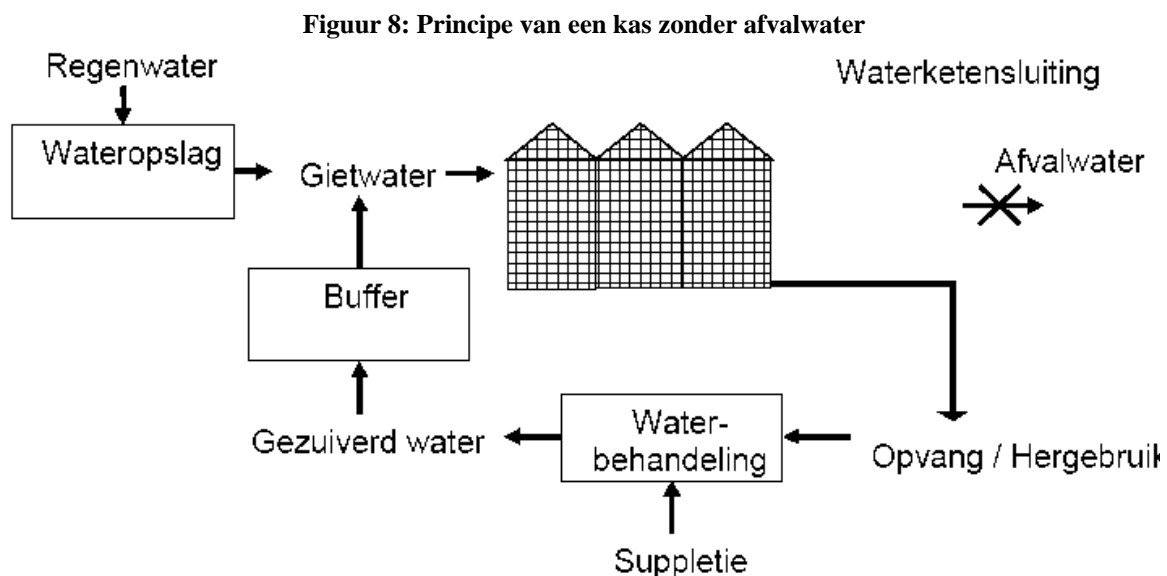 Figuur 8: Principe van een kas zonder afvalwater
Regenwater
Waterketensluiting
Wateropslag
Gietwater
Afvalwater
Buffer
Gezuiverd water
Water-
behandeling
Opvang / Hergebruik
Suppletie